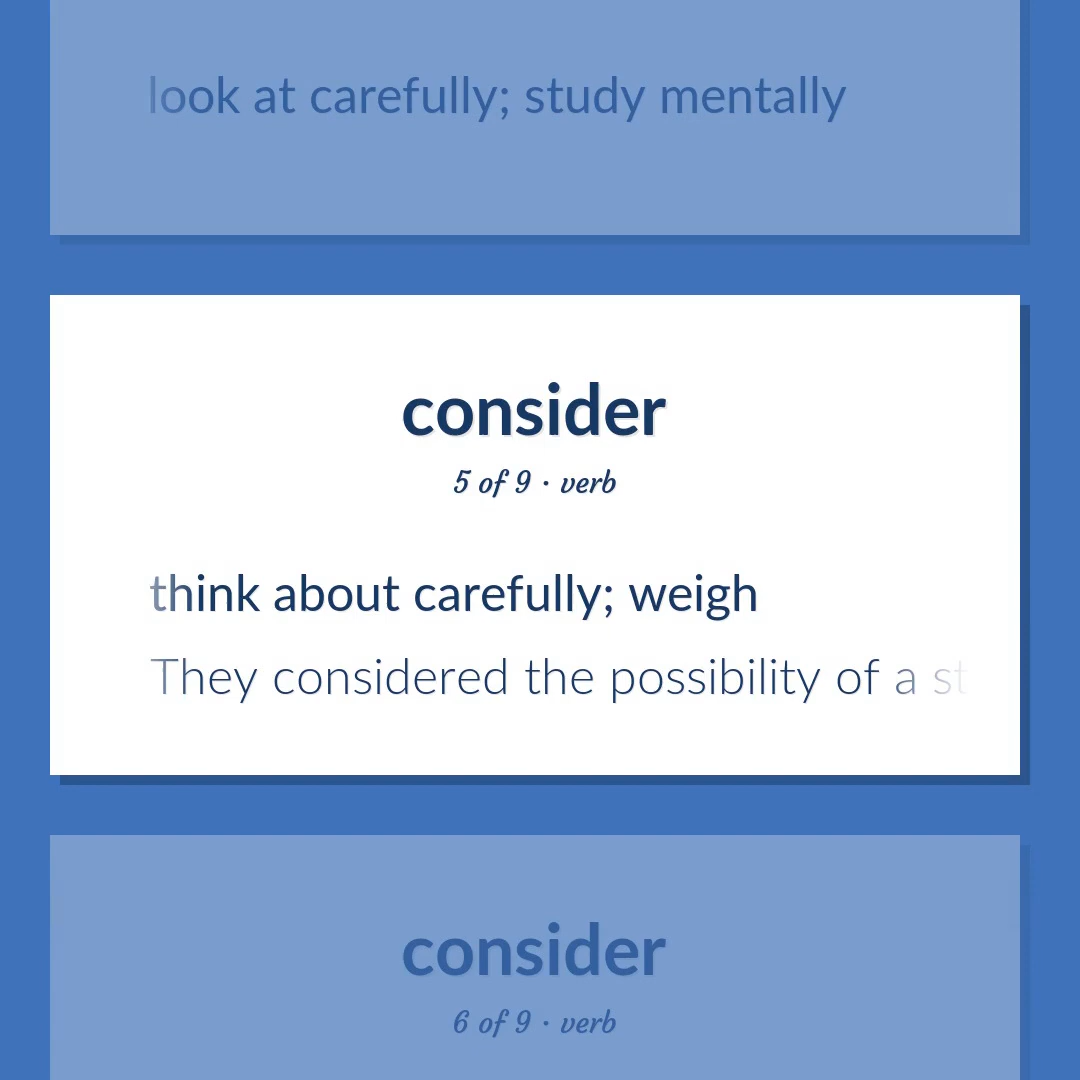 look at carefully; study mentally
consider
5 of 9 · verb
think about carefully; weigh
They considered the possibility of a
consider
6 of 9 · verb